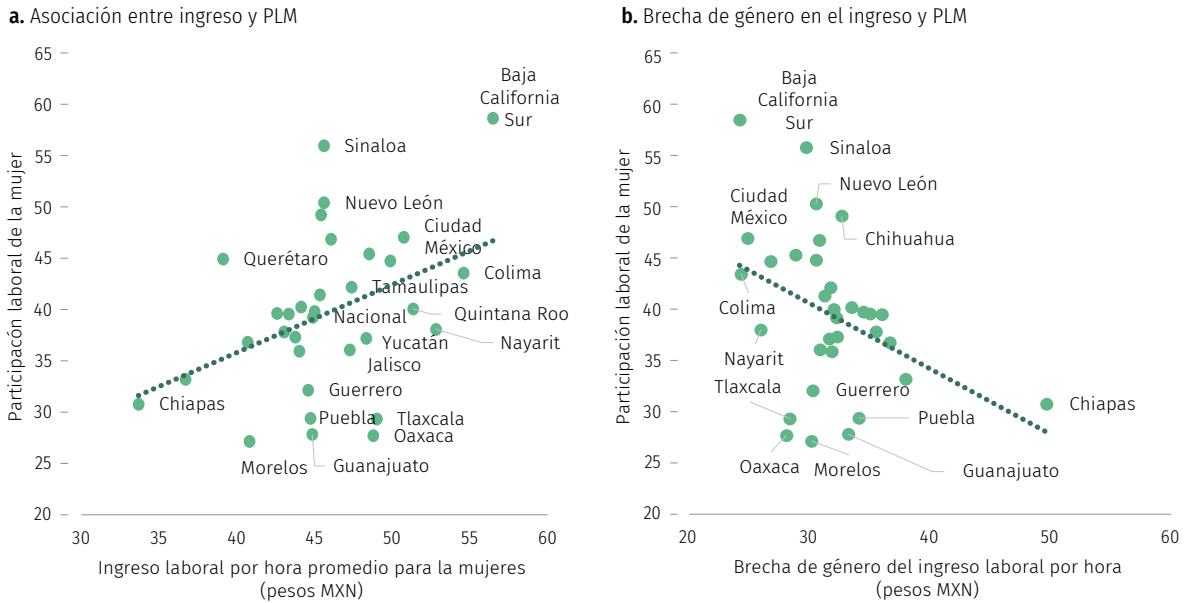 a. Asociación entre ingreso y PLM
Participacón laboral de la mujer
65
60
55
50
45
40
35
30
25
20
30
35
40
45
50
55
60
Baja
California
Sur
Sinaloa
Nuevo León
Ciudad
México
Querétaro
Colima
Tamaulipas
Nacional
Quintana Roo
Yucatán
Nayarit
Jalisco
Guerrero
Chiapas
Puebla
Tlaxcala
Oaxaca
Morelos
Guanajuato
Ingreso laboral por hora promedio para la mujeres
(pesos MXN)
b. Brecha de género en el ingreso y PLM
Participación laboral de la mujer
65
60
55
50
45
40
35
30
25
20
20
30
40
50
60
Baja
California
Sur
Sinaloa
Nuevo León
Ciudad
México
Chihuahua
Colima
Nayarit
Tlaxcala
Guerrero
Chiapas
Puebla
Oaxaca
Morelos
Guanajuato
Brecha de género del ingreso laboral por hora
(pesos MXN)